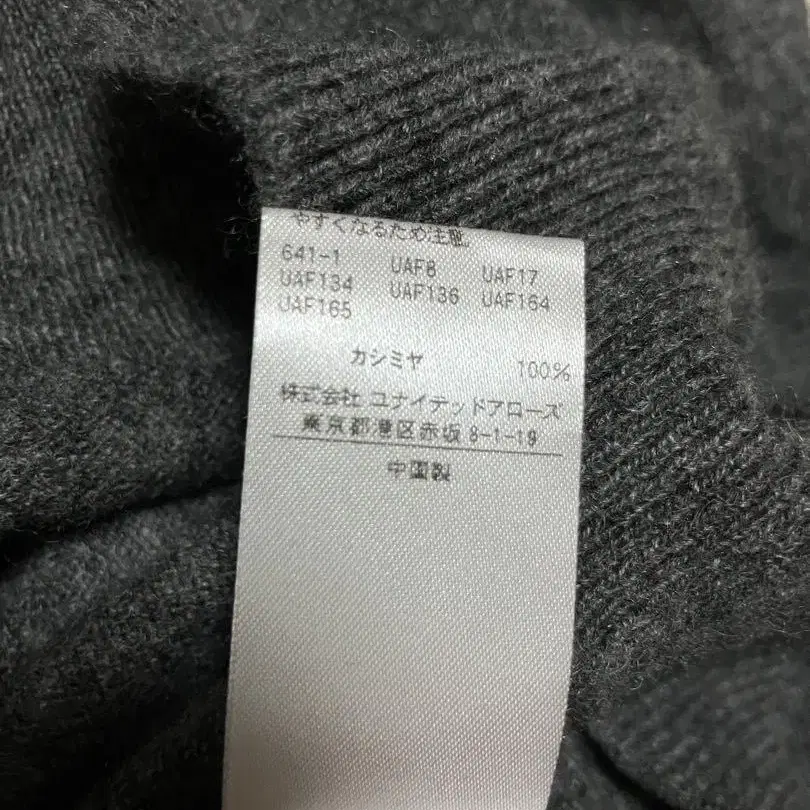 やすくなるため注意。
641-1 UAF8 UAF17
UAF134 UAF136 UAF164
UAF165
カシミヤ 100%
株式会社 ユナイテッドアローズ
東京都港区赤坂 8-1-19
中国製